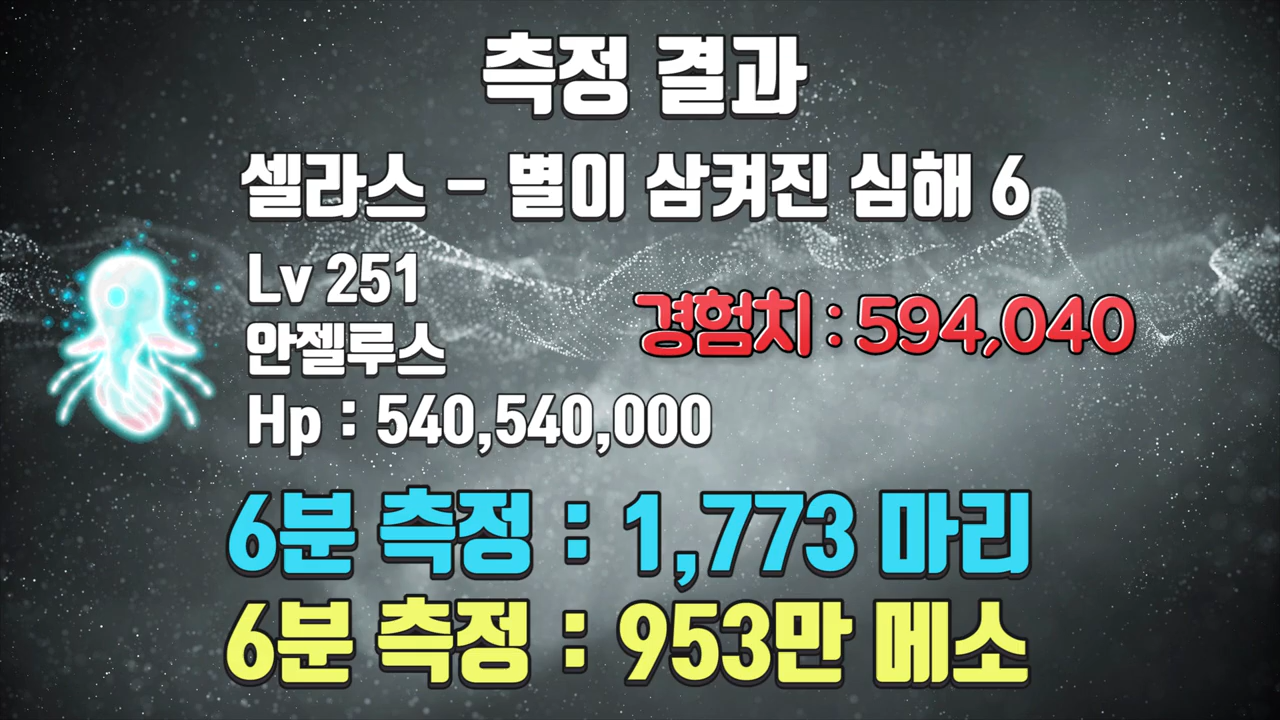 측정 결과
셀라스 - 별이 삼켜진 심해 6
Lv 251
안젤루스
Hp : 540,540,000
경험치 : 594,040
6분 측정 : 1,773 마리
6분 측정 : 953만 메소